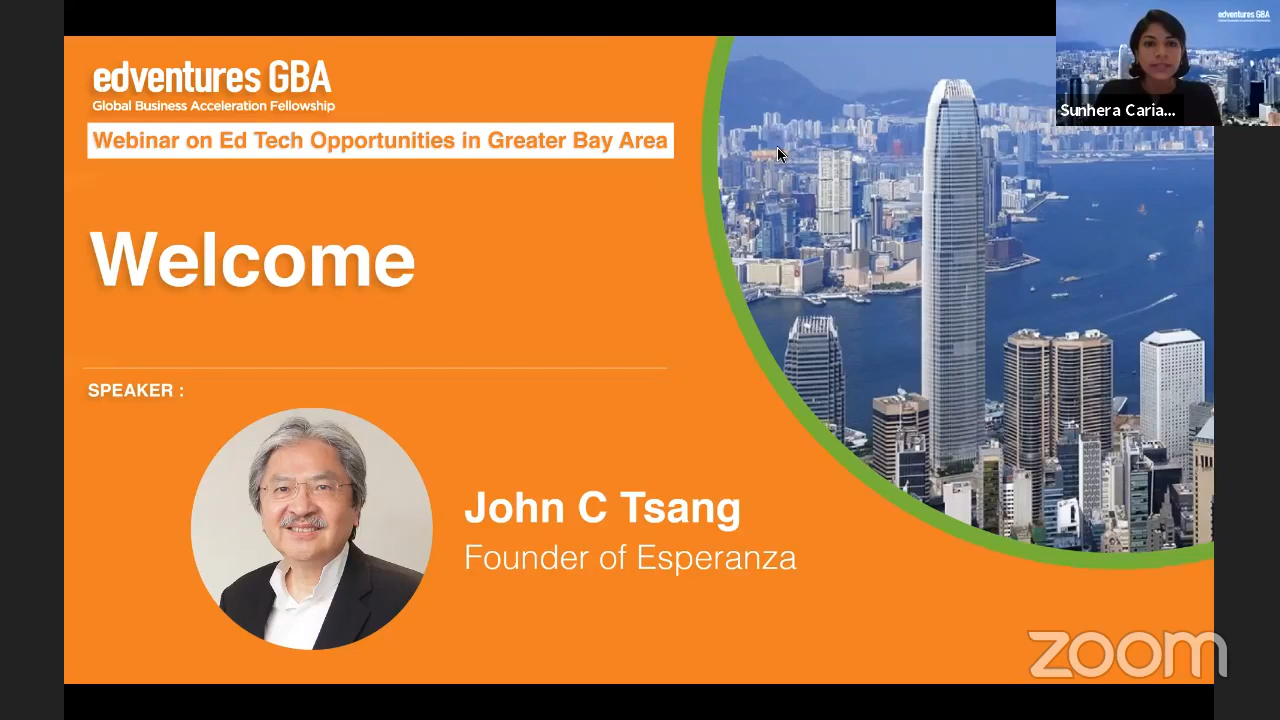 edventures GBA
Global Business Acceleration Fellowship
Webinar on Ed Tech Opportunities in Greater Bay Area
Welcome
SPEAKER :
John C Tsang
Founder of Esperanza
edventures GBA
Sunhera Caria...
zoom